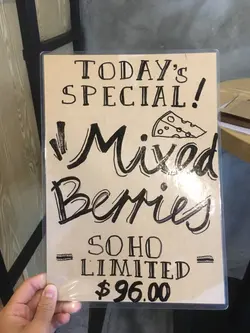 TODAY's
SPECIAL!
Mixed
Berries
SOHO
LIMITED
$96.00